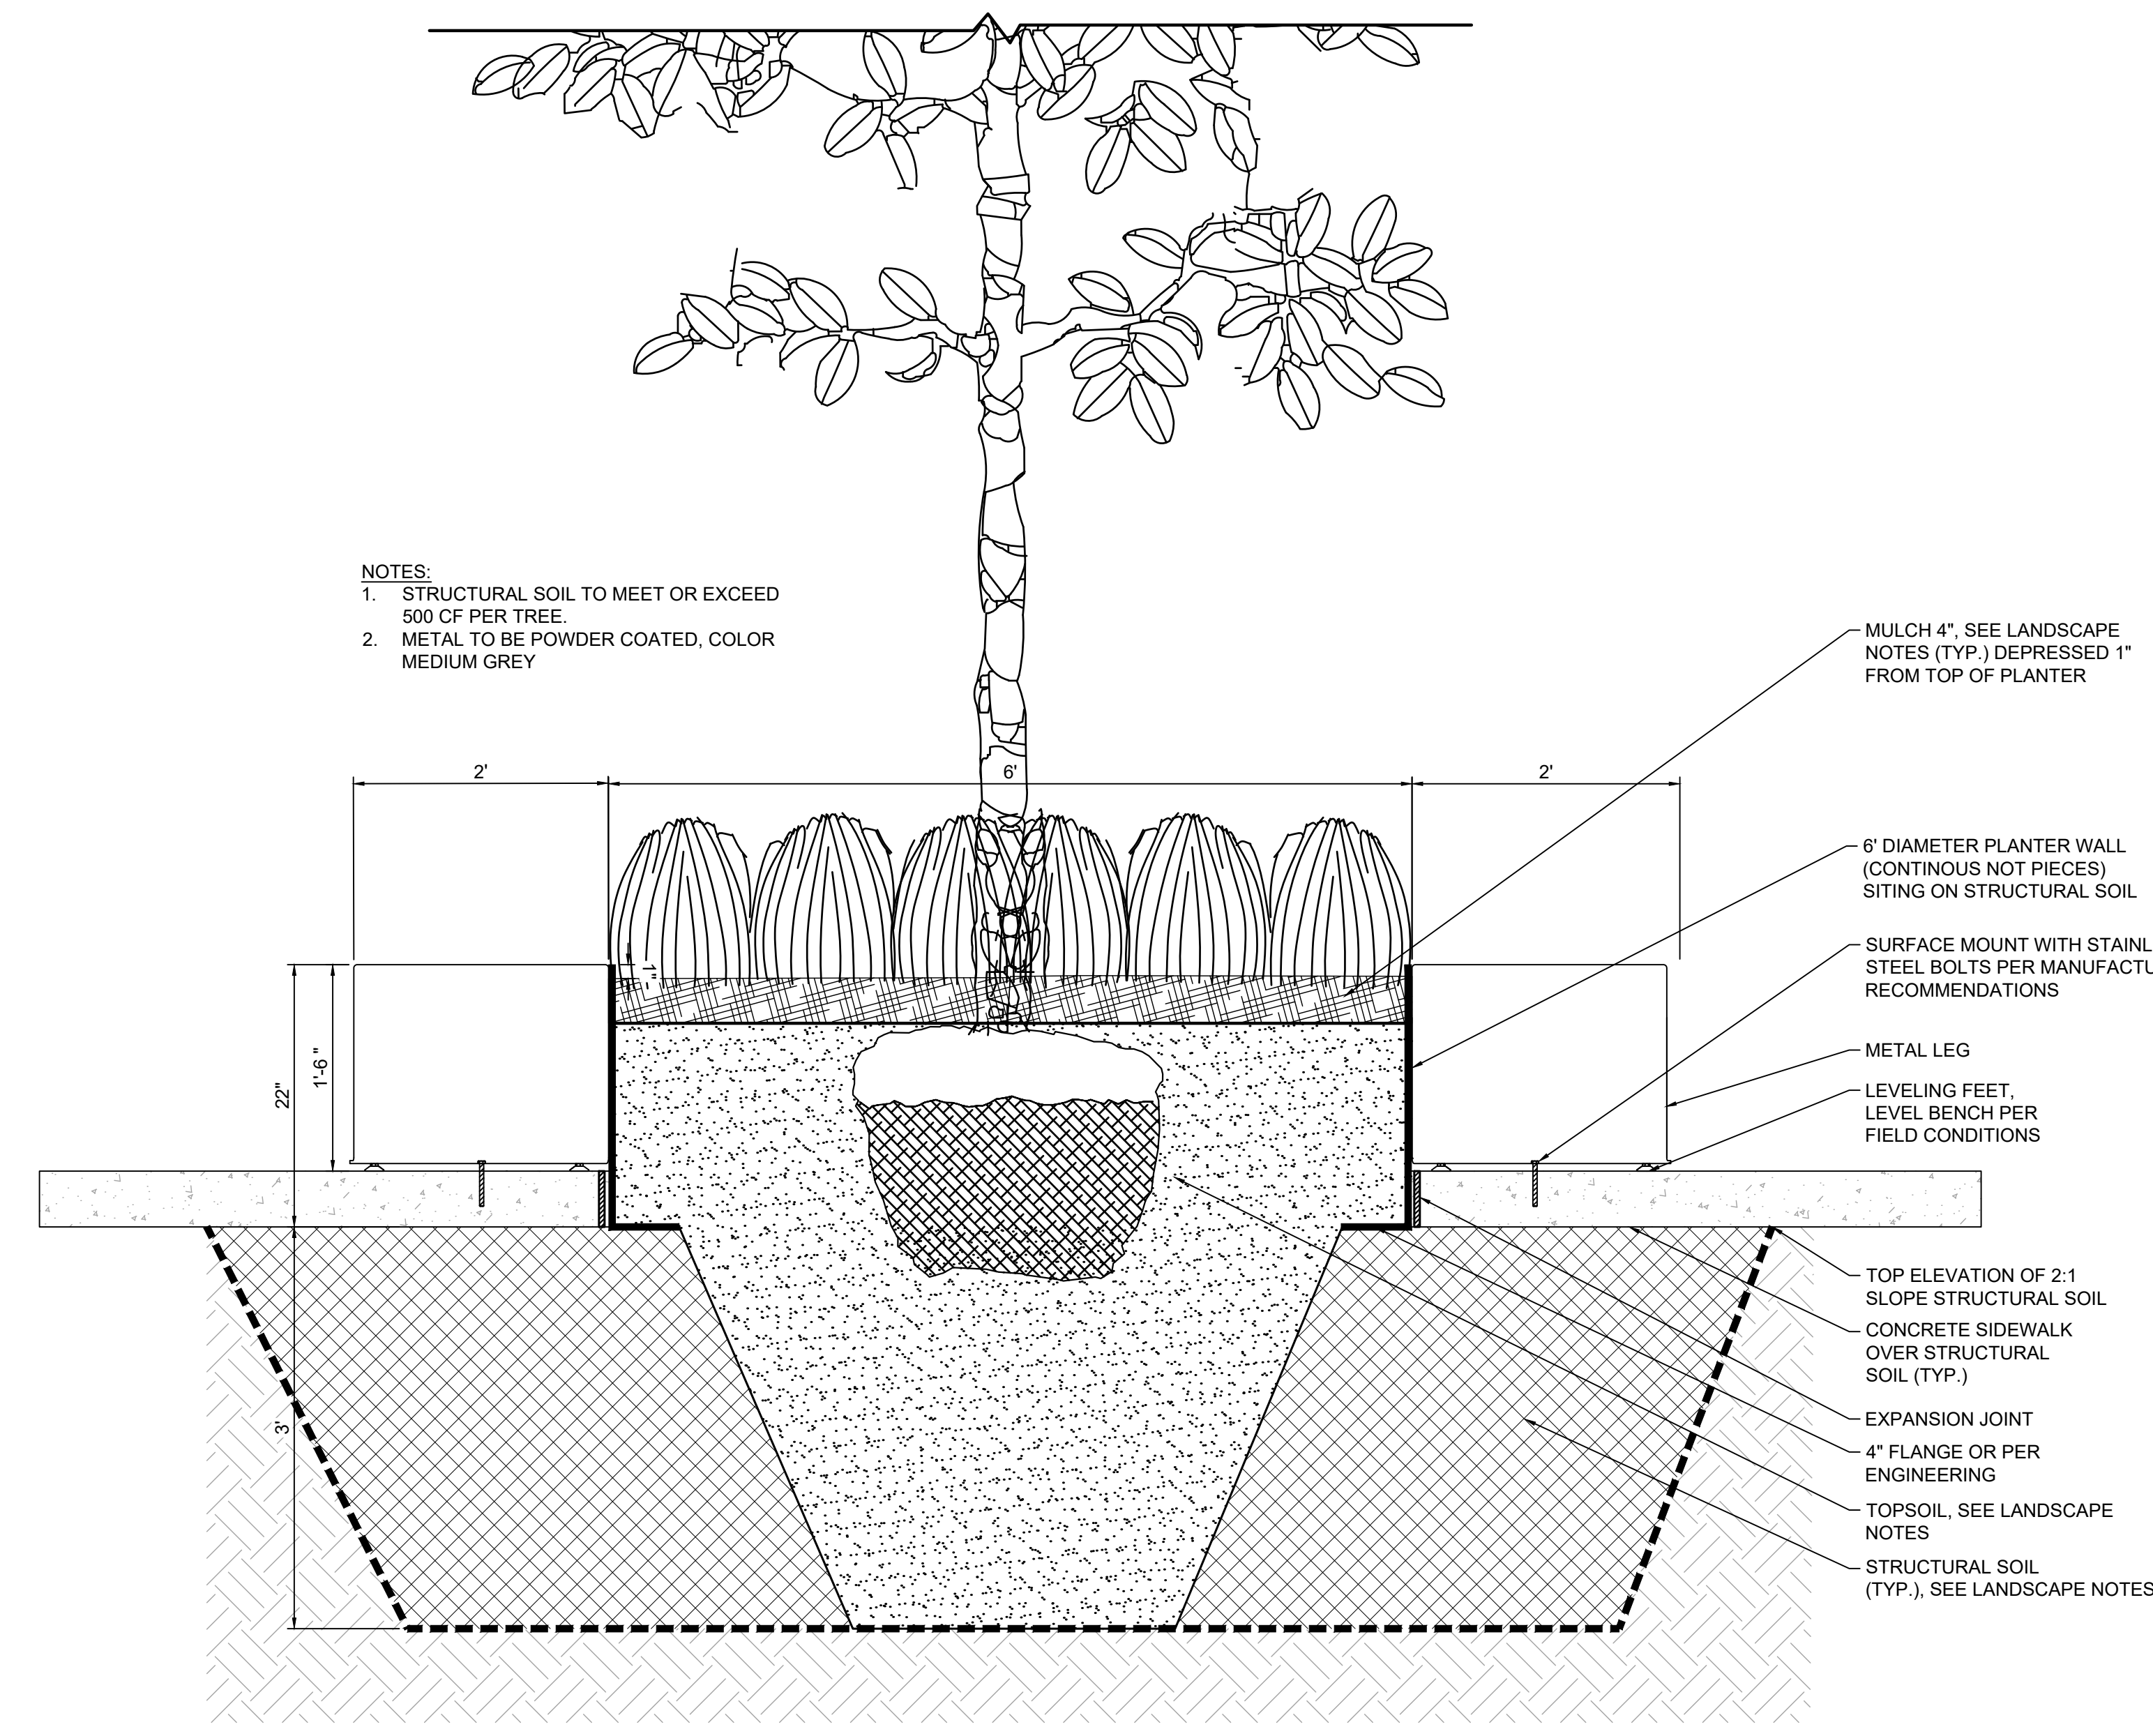 NOTES:
1. STRUCTURAL SOIL TO MEET OR EXCEED
500 CF PER TREE.
2. METAL TO BE POWDER COATED, COLOR
MEDIUM GREY
MULCH 4", SEE LANDSCAPE
NOTES (TYP.) DEPRESSED 1"
FROM TOP OF PLANTER
2'
6'
2'
6' DIAMETER PLANTER WALL
(CONTINOUS NOT PIECES)
SITING ON STRUCTURAL SOIL
SURFACE MOUNT WITH STAINL
STEEL BOLTS PER MANUFACTU
RECOMMENDATIONS
1"
22"
1'-6 "
METAL LEG
LEVELING FEET,
LEVEL BENCH PER
FIELD CONDITIONS
TOP ELEVATION OF 2:1
SLOPE STRUCTURAL SOIL
CONCRETE SIDEWALK
OVER STRUCTURAL
SOIL (TYP.)
3'
EXPANSION JOINT
4" FLANGE OR PER
ENGINEERING
TOPSOIL, SEE LANDSCAPE
NOTES
STRUCTURAL SOIL
(TYP.), SEE LANDSCAPE NOTES